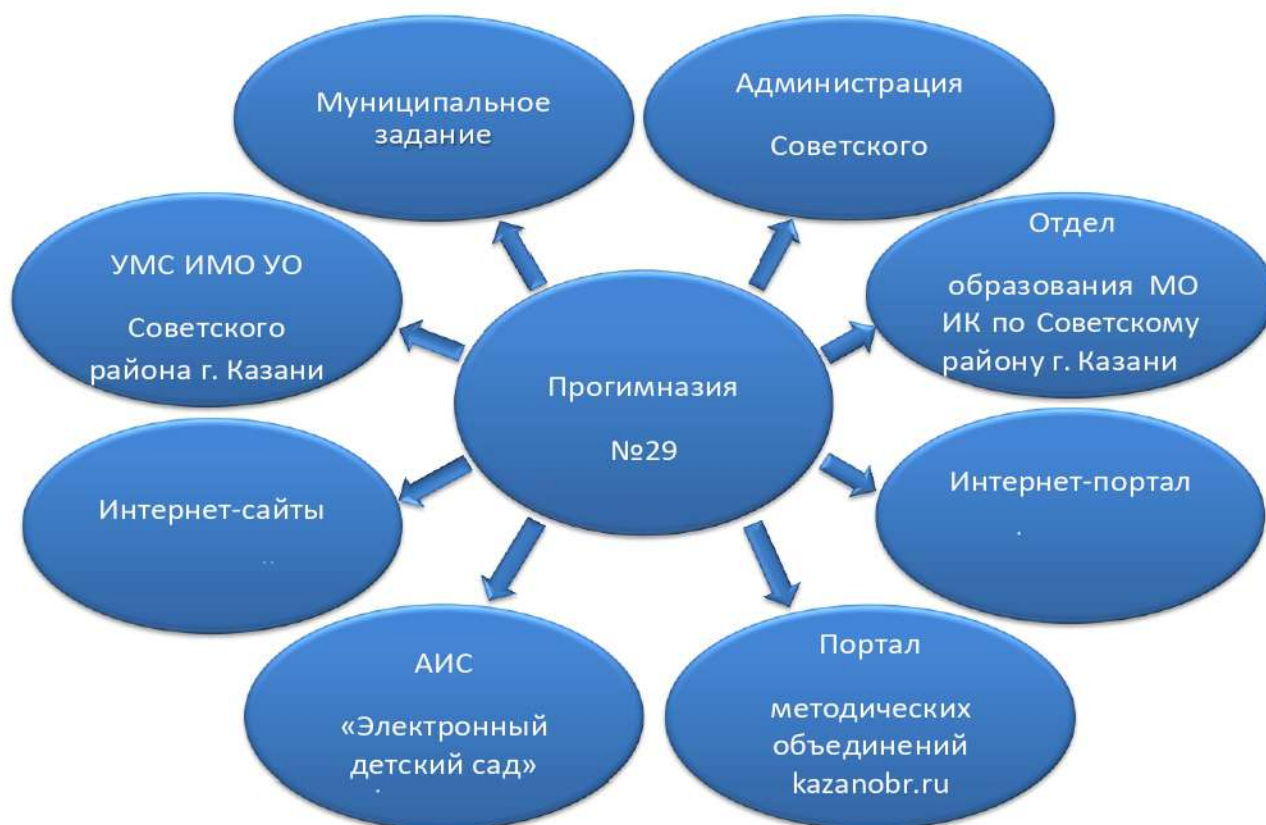 Муниципальное
задание
Администрация
Советского
УМС ИМО УО
Советского
района г. Казани
Отдел
образования МО
ИК по Советскому
району г. Казани
Прогимназия
№29
Интернет-сайты
Интернет-портал
АИС
«Электронный
детский сад»
Портал
методических
объединений
kazanobr.ru